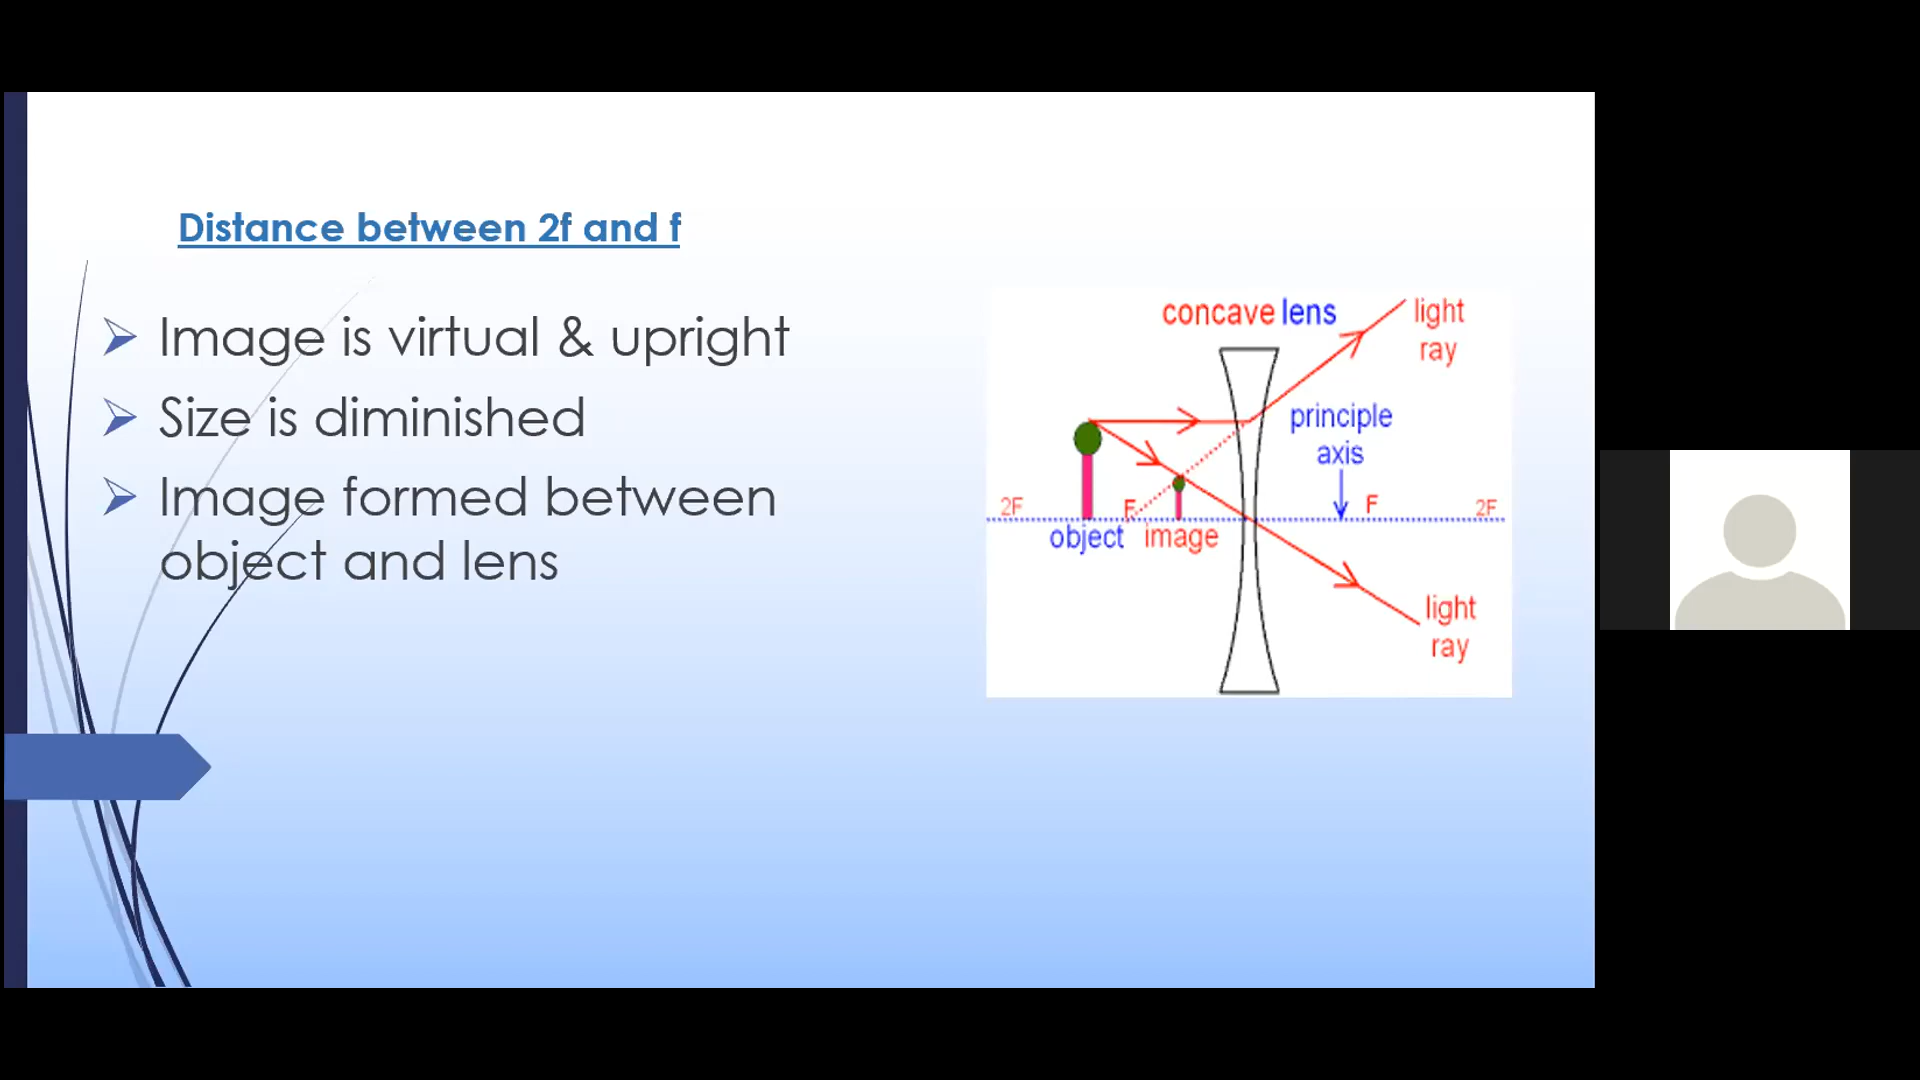 Distance between 2f and f
Image is virtual & upright
Size is diminished
Image formed between
object and lens
concave lens
light
ray
principle
axis
2F
F
F
2F
object
image
light
ray